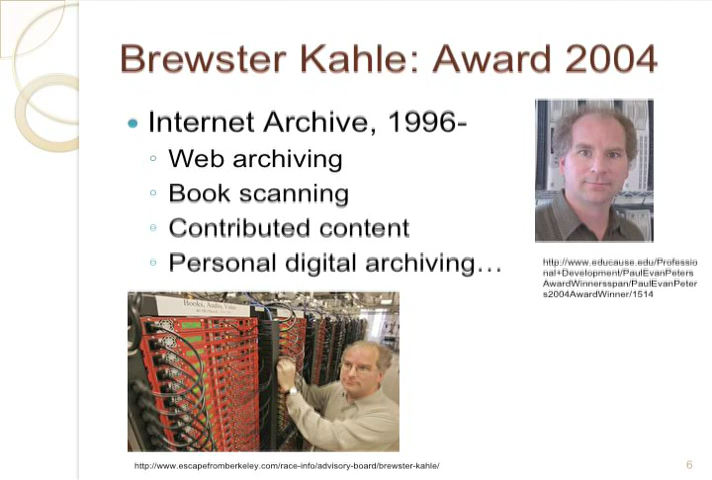 Brewster Kahle: Award 2004
Internet Archive, 1996-
Web archiving
Book scanning
Contributed content
Personal digital archiving…
http://www.educause.edu/Professio
nal+Development/PaulEvanPeters
AwardWinnersspan/PaulEvanPeter
s2004AwardWinner/1514
Books, Audio,
http://www.escapefromberkeley.com/race-info/advisory-board/brewster-kahle/
6